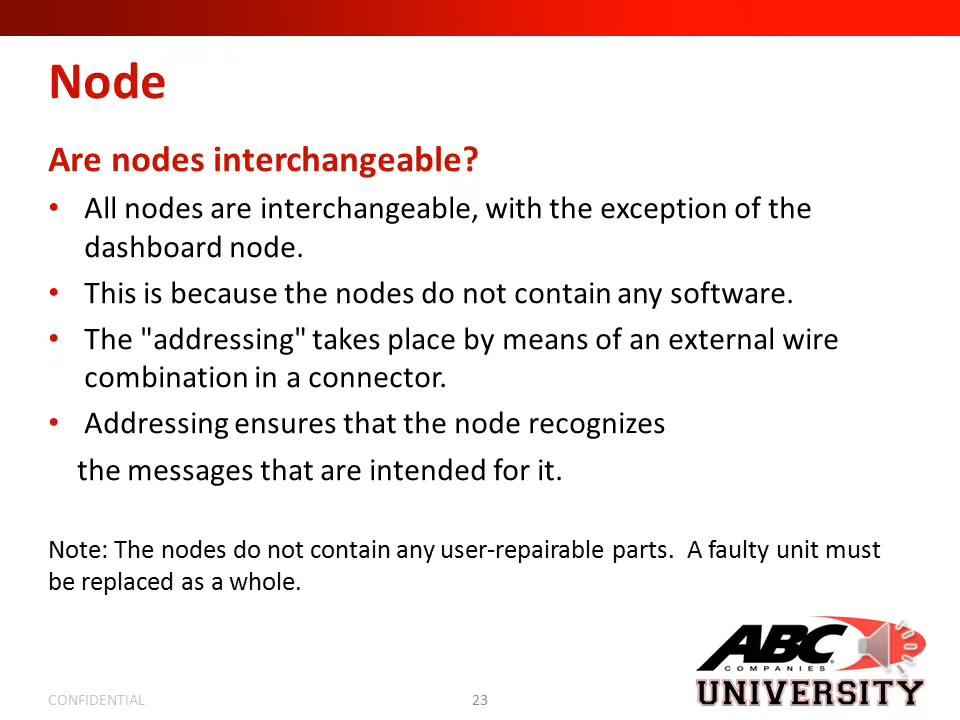 Node
Are nodes interchangeable?
• All nodes are interchangeable, with the exception of the
dashboard node.
• This is because the nodes do not contain any software.
• The "addressing" takes place by means of an external wire
combination in a connector.
• Addressing ensures that the node recognizes
the messages that are intended for it.
Note: The nodes do not contain any user-repairable parts.  A faulty unit must
be replaced as a whole.
ABC
COMPANIES
UNIVERSITY
CONFIDENTIAL
23